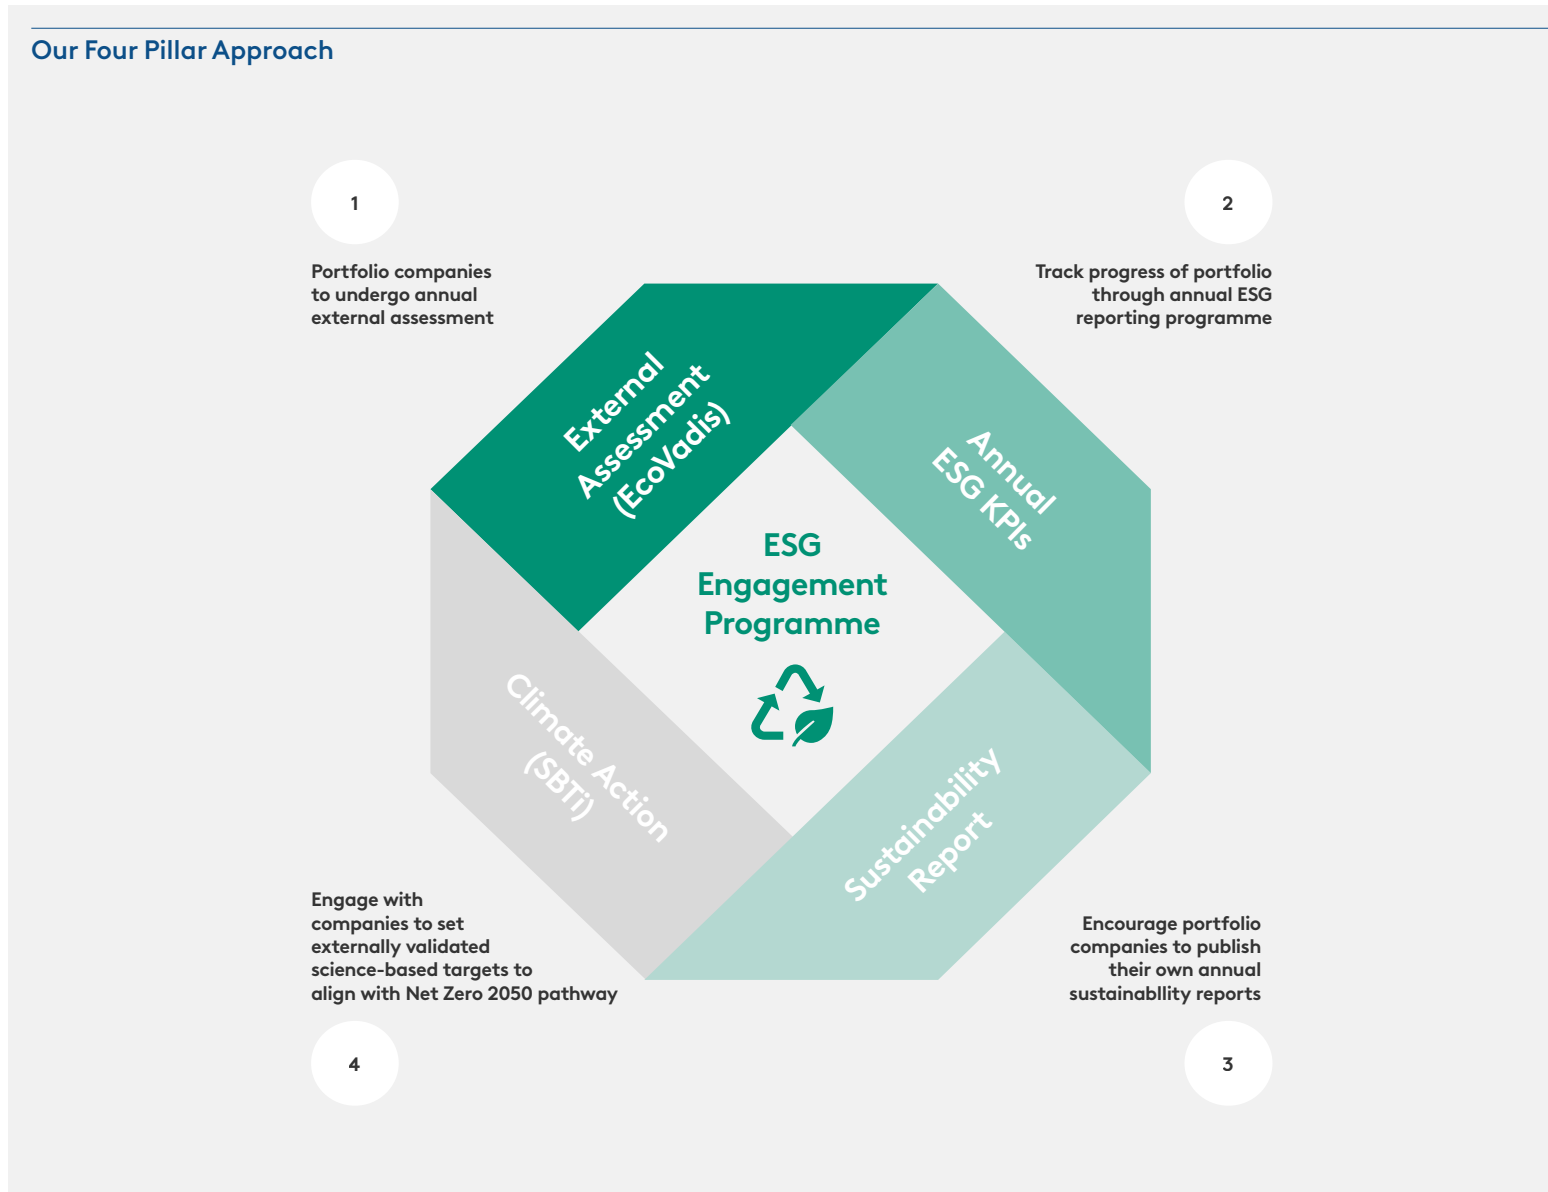 Our Four Pillar Approach
1
Portfolio companies
to undergo annual
external assessment
2
Track progress of portfolio
through annual ESG
reporting programme
External
Assessment
(EcoVadis)
Annual
ESG KPIs
ESG
Engagement
Programme
Climate Action
(SBTi)
Sustainability
Report
Engage with
companies to set
externally validated
science-based targets to
align with Net Zero 2050 pathway
4
Encourage portfolio
companies to publish
their own annual
sustainabllity reports
3